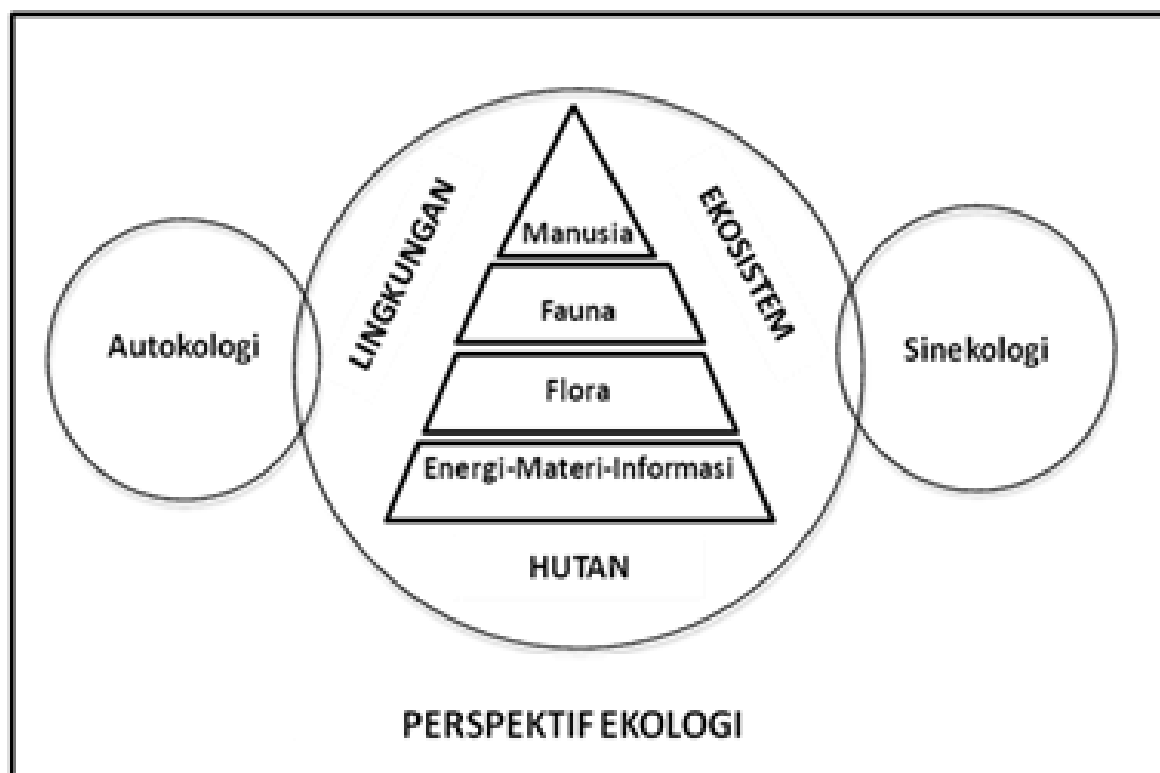 LINGKUNGAN
EKOSISTEM
Manusia
Fauna
Flora
Energi-Materi-Informasi
HUTAN
Autokologi
Sinekologi
PERSPEKTIF EKOLOGI